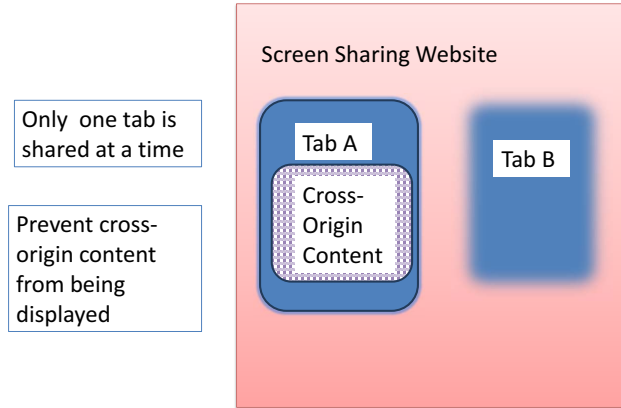 Screen Sharing Website
Only one tab is
shared at a time
Tab A
Tab B
Cross-
Origin
Content
Prevent cross-
origin content
from being
displayed